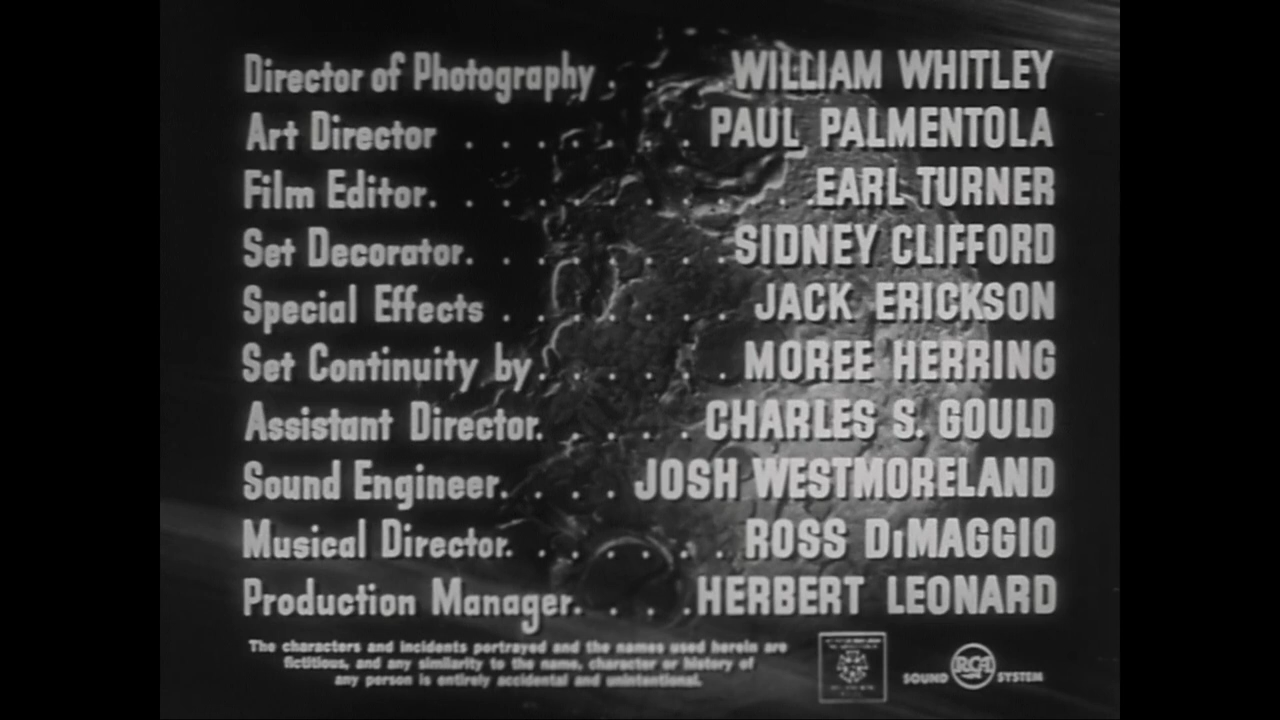 Director of Photography . . . WILLIAM WHITLEY
Art Director . . . . . . . PAUL PALMENTOLA
Film Editor. . . . . . . . . . . .EARL TURNER
Set Decorator. . . . . . . .SIDNEY CLIFFORD
Special Effects . . . . . . . JACK ERICKSON
Set Continuity by. . . . . . MOREE HERRING
Assistant Director. . . . . CHARLES S. GOULD
Sound Engineer. . . . . JOSH WESTMORELAND
Musical Director. . . . . . . .ROSS DiMAGGIO
Production Manager. . . .HERBERT LEONARD
The characters and incidents portrayed and the names used herein are
fictitious, and any similarity to the name, character or history of
any person is entirely accidental and unintentional.
SOUND RCA SYSTEM